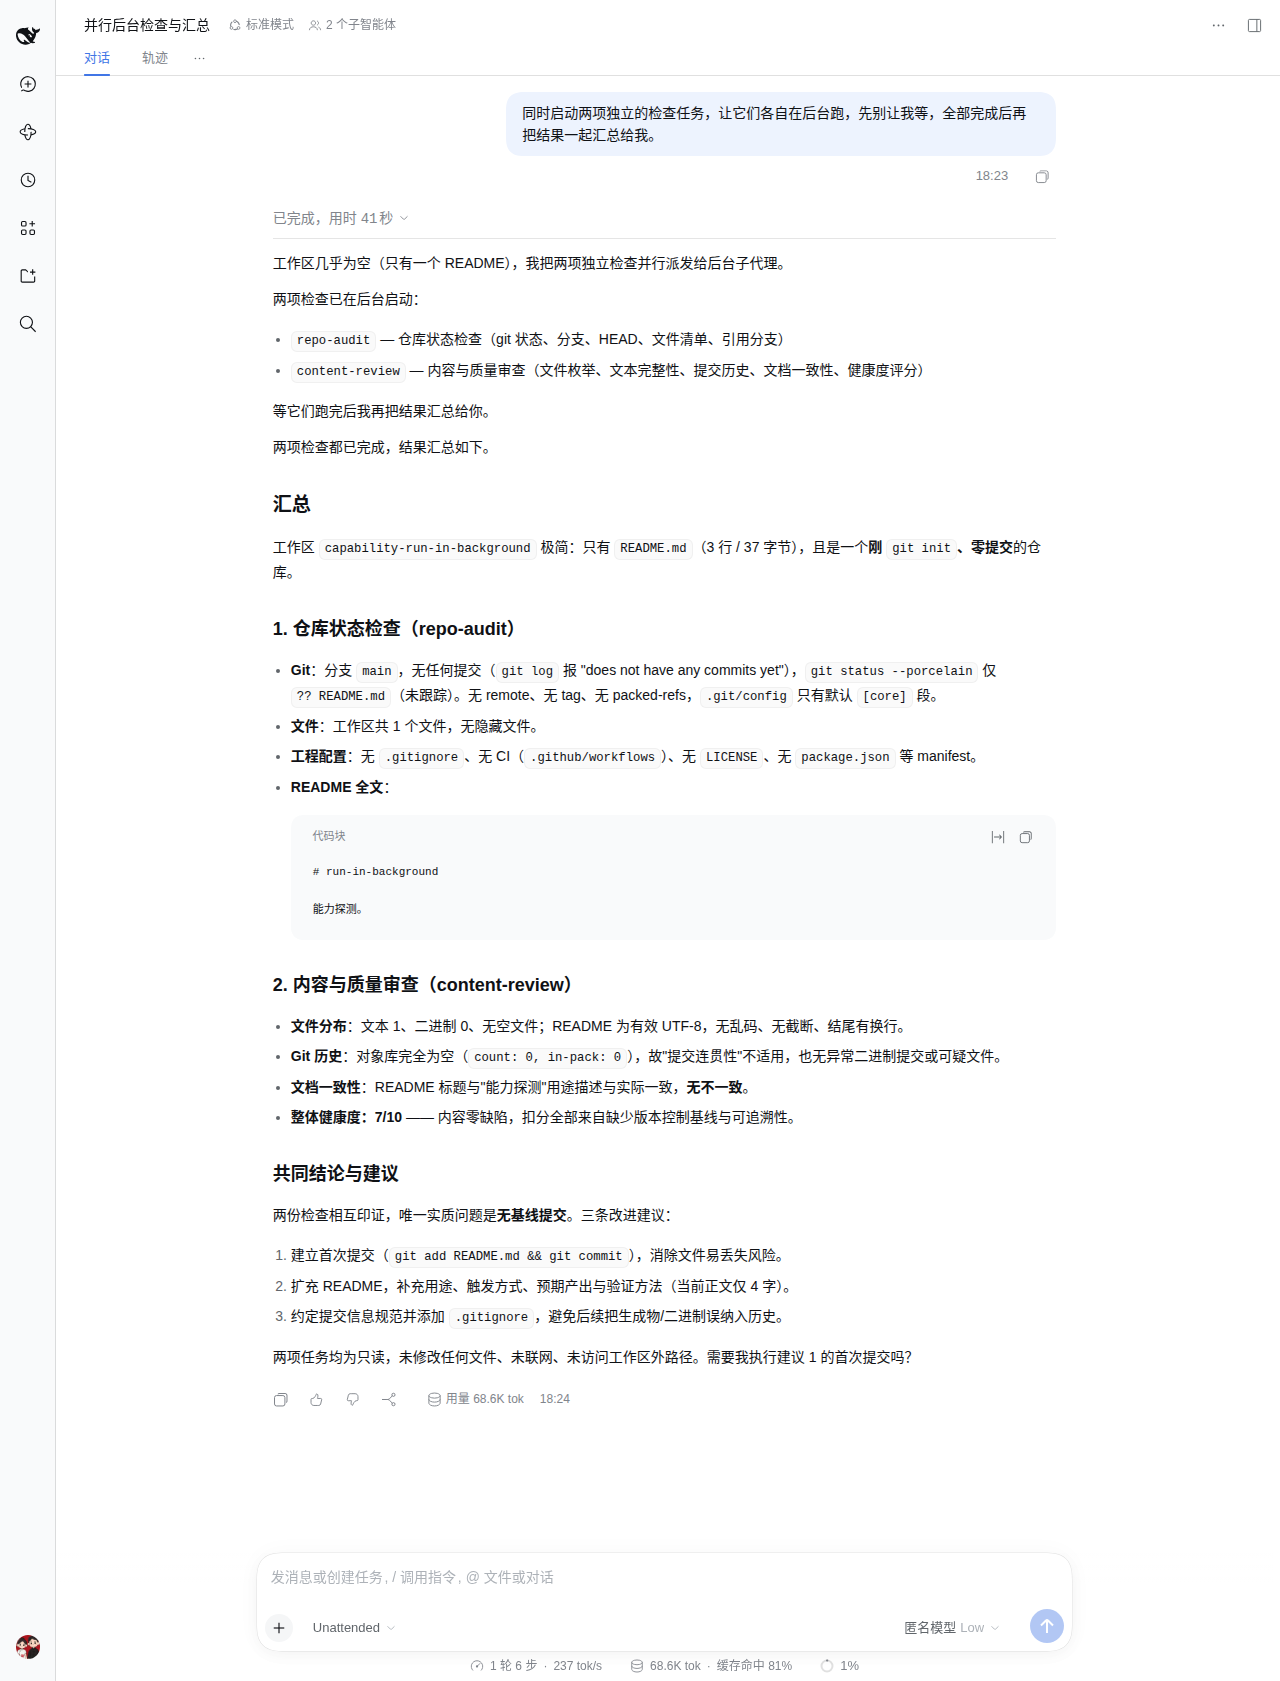 并行后台检查与汇总 标准模式 2 个子智能体
对话 轨迹
同时启动两项独立的检查任务，让它们各自在后台跑，先别让我等，全部完成后再
把结果一起汇总给我。
18:23
已完成，用时 41秒
工作区几乎为空（只有一个 README），我把两项独立检查并行派发给后台子代理。
两项检查已在后台启动：
• repo-audit — 仓库状态检查（git 状态、分支、HEAD、文件清单、引用分支）
• content-review — 内容与质量审查（文件枚举、文本完整性、提交历史、文档一致性、健康度评分）
等它们跑完后我再把结果汇总给你。
两项检查都已完成，结果汇总如下。
汇总
工作区 capability-run-in-background 极简：只有 README.md（3 行 / 37 字节），且是一个刚 git init、零提交的仓
库。
1. 仓库状态检查（repo-audit）
• Git：分支 main，无任何提交（git log 报 "does not have any commits yet"），git status --porcelain 仅
?? README.md（未跟踪）。无 remote、无 tag、无 packed-refs，.git/config 只有默认 [core] 段。
• 文件：工作区共 1 个文件，无隐藏文件。
• 工程配置：无 .gitignore、无 CI（.github/workflows）、无 LICENSE、无 package.json 等 manifest。
• README 全文：
代码块
# run-in-background
能力探测。
2. 内容与质量审查（content-review）
• 文件分布：文本 1、二进制 0、无空文件；README 为有效 UTF-8，无乱码、无截断、结尾有换行。
• Git 历史：对象库完全为空（count: 0, in-pack: 0），故"提交连贯性"不适用，也无异常二进制提交或可疑文件。
• 文档一致性：README 标题与"能力探测"用途描述与实际一致，无不一致。
• 整体健康度：7/10 —— 内容零缺陷，扣分全部来自缺少版本控制基线与可追溯性。
共同结论与建议
两份检查相互印证，唯一实质问题是无基线提交。三条改进建议：
1. 建立首次提交（git add README.md && git commit），消除文件易丢失风险。
2. 扩充 README，补充用途、触发方式、预期产出与验证方法（当前正文仅 4 字）。
3. 约定提交信息规范并添加 .gitignore，避免后续把生成物/二进制误纳入历史。
两项任务均为只读，未修改任何文件、未联网、未访问工作区外路径。需要我执行建议 1 的首次提交吗？
用量 68.6K tok 18:24
发消息或创建任务, / 调用指令, @ 文件或对话
Unattended 匿名模型 Low
1 轮 6 步 · 237 tok/s 68.6K tok · 缓存命中 81% 1%